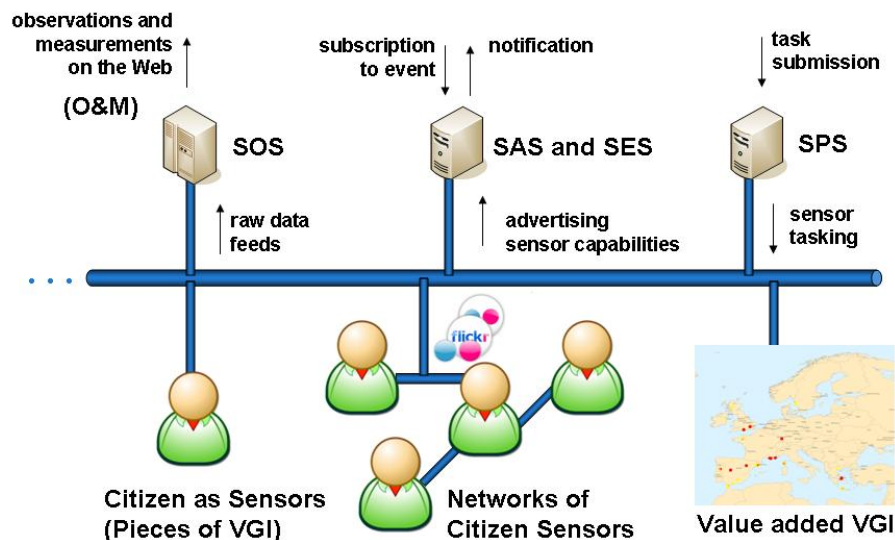 observations and
measurements
on the Web
(O&M)
subscription
to event
notification
task
submission
SOS
SAS and SES
SPS
raw data
feeds
advertising
sensor capabilities
sensor
tasking
flickr
Citizen as Sensors
(Pieces of VGI)
Networks of
Citizen Sensors
Value added VGI